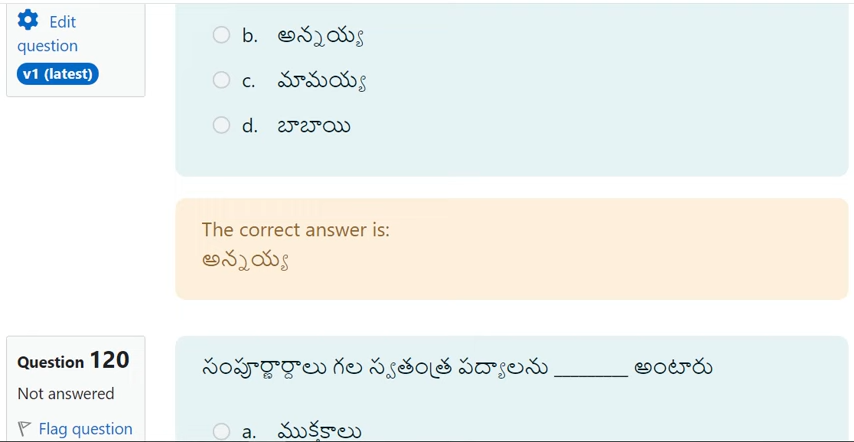 Edit
question
v1 (latest)
b. అన్నయ్య
c. మామయ్య
d. బాబాయి
The correct answer is:
అన్నయ్య
Question 120
Not answered
Flag question
సంపూర్ణార్దాలు గల స్వతంత్ర పద్యాలను ________ అంటారు
a. ముక్తకాలు